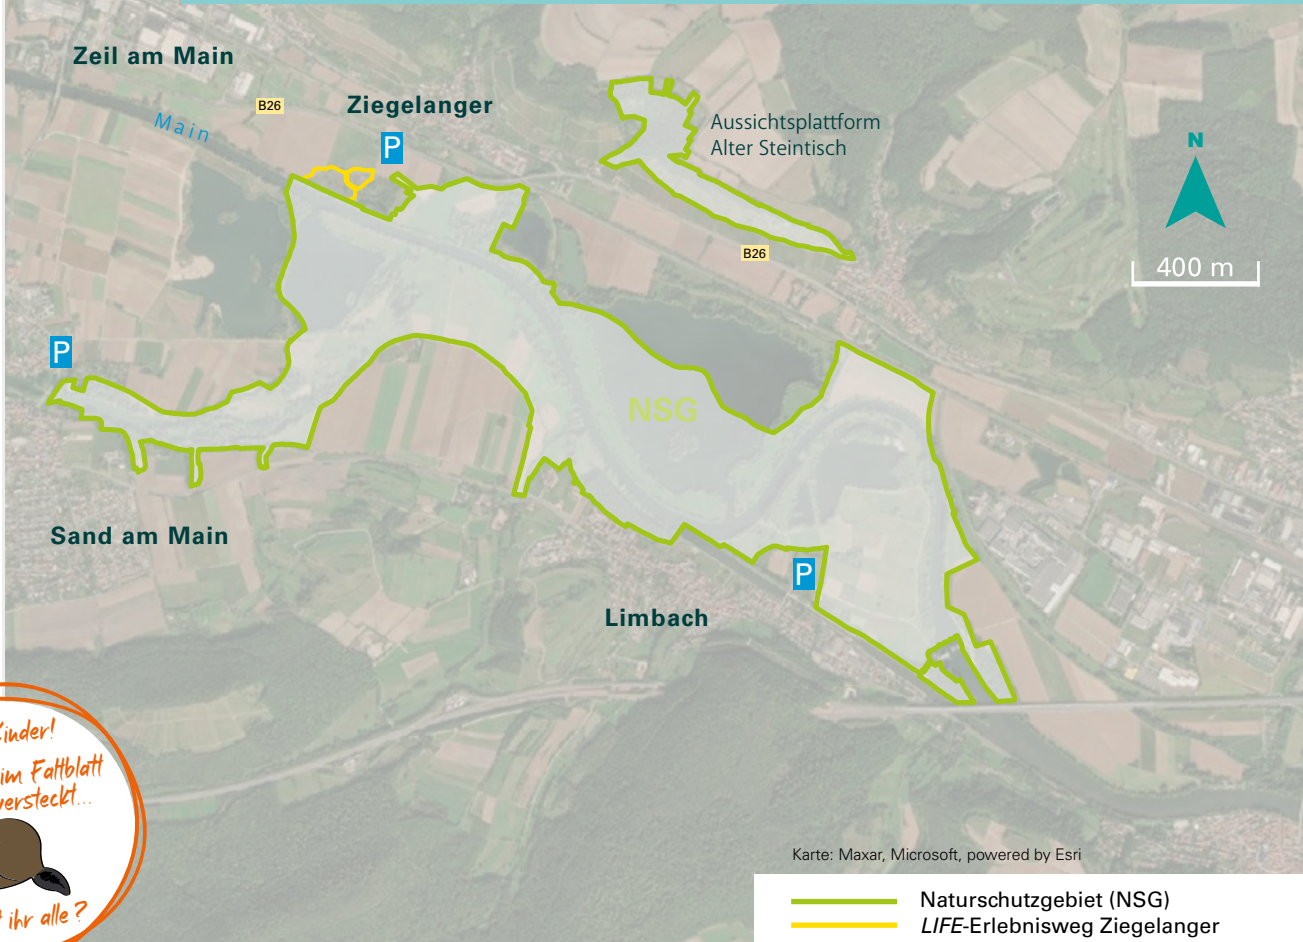 Zeil am Main
B26
Ziegelanger
Main
P
Aussichtsplattform
Alter Steintisch
N
B26
400 m
P
NSG
Sand am Main
P
Limbach
Kinder!
im Faltblatt
versteckt...
ihr alle?
Karte: Maxar, Microsoft, powered by Esri
Naturschutzgebiet (NSG)
LIFE-Erlebnisweg Ziegelanger